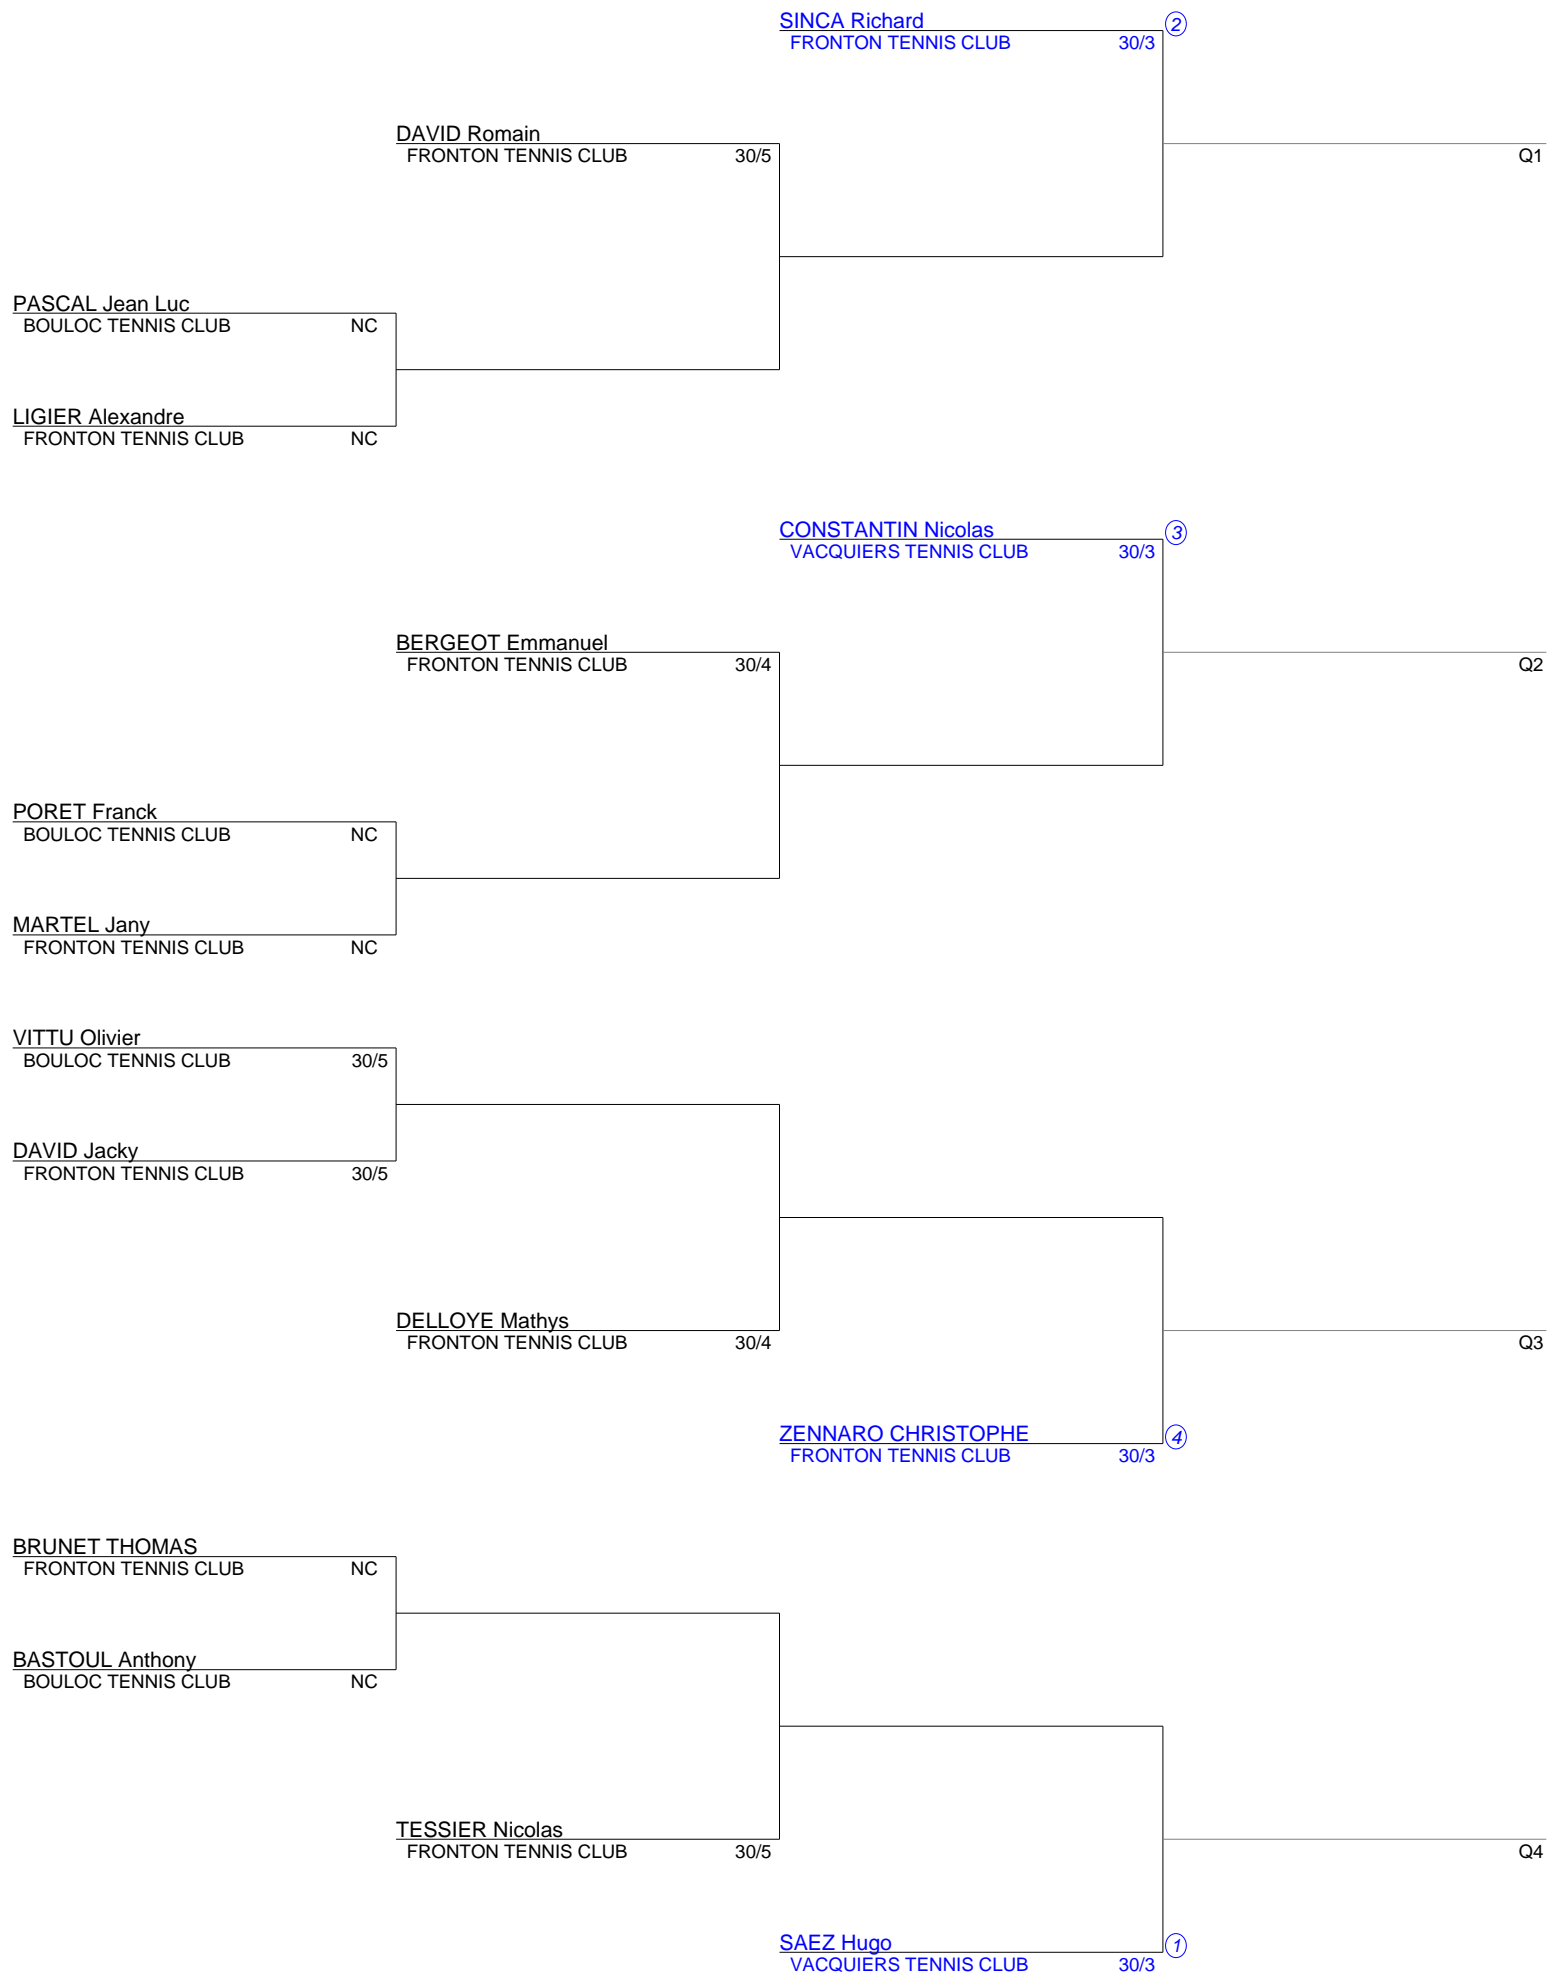 SINCA Richard 2
FRONTON TENNIS CLUB 30/3
DAVID Romain
FRONTON TENNIS CLUB 30/5 Q1
PASCAL Jean Luc
BOULOC TENNIS CLUB NC
LIGIER Alexandre
FRONTON TENNIS CLUB NC
CONSTANTIN Nicolas 3
VACQUIERS TENNIS CLUB 30/3
BERGEOT Emmanuel
FRONTON TENNIS CLUB 30/4 Q2
PORET Franck
BOULOC TENNIS CLUB NC
MARTEL Jany
FRONTON TENNIS CLUB NC
VITTU Olivier
BOULOC TENNIS CLUB 30/5
DAVID Jacky
FRONTON TENNIS CLUB 30/5
DELLOYE Mathys
FRONTON TENNIS CLUB 30/4 Q3
ZENNARO CHRISTOPHE 4
FRONTON TENNIS CLUB 30/3
BRUNET THOMAS
FRONTON TENNIS CLUB NC
BASTOUL Anthony
BOULOC TENNIS CLUB NC
TESSIER Nicolas
FRONTON TENNIS CLUB 30/5 Q4
SAEZ Hugo 1
VACQUIERS TENNIS CLUB 30/3